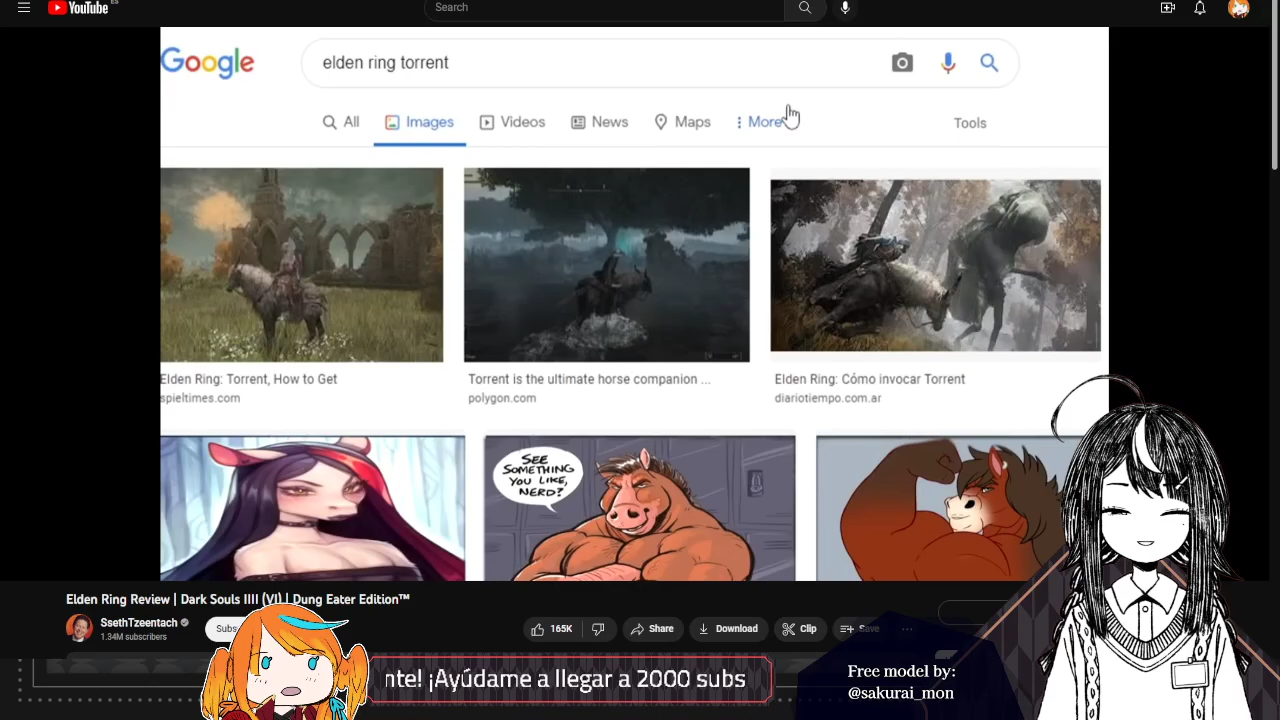 YouTube
ES
Search
Google
elden ring torrent
All
Images
Videos
News
Maps
More
Tools
Elden Ring: Torrent, How to Get
spieltimes.com
Torrent is the ultimate horse companion ...
polygon.com
Elden Ring: Cómo invocar Torrent
diariotiempo.com.ar
SEE
SOMETHING
YOU LIKE,
NERD?
Elden Ring Review | Dark Souls IIII (VI) | Dung Eater Edition™
SsethTzeentach
1.34M subscribers
Subs
165K
Share
Download
Clip
Save
nte! ¡Ayúdame a llegar a 2000 subs
Free model by:
@sakurai_mon